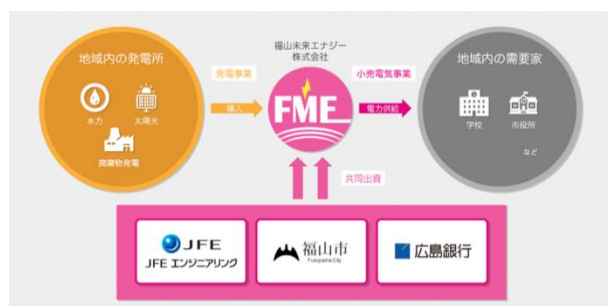 地域内の発電所
水力
太陽光
廃棄物発電
発電事業
購入
福山未来エナジー
株式会社
FME
小売電気事業
電力供給
地域内の需要家
学校
市役所
など
共同出資
JFE
JFE エンジニアリング
福山市
Fukuyama City
広島銀行